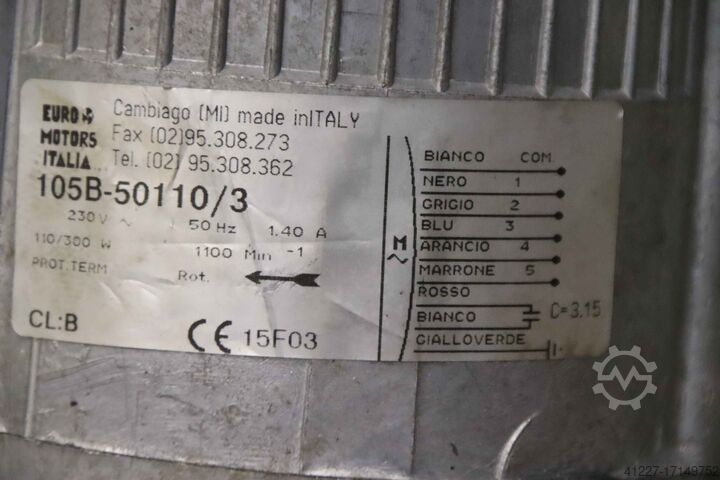 EURO MOTORS ITALIA
Cambiago (MI) made inITALY
Fax (02)95.308.273
Tel. (02) 95.308.362
105B-50110/3
230V ~ 50 Hz 1.40 A
110/300 W 1100 Min -1
PROT.TERM Rot.
CL:B
CE 15F03
M
~
BIANCO COM.
NERO 1
GRIGIO 2
BLU 3
ARANCIO 4
MARRONE 5
ROSSO
BIANCO C=3.15
GIALLOVERDE
41227-17149752